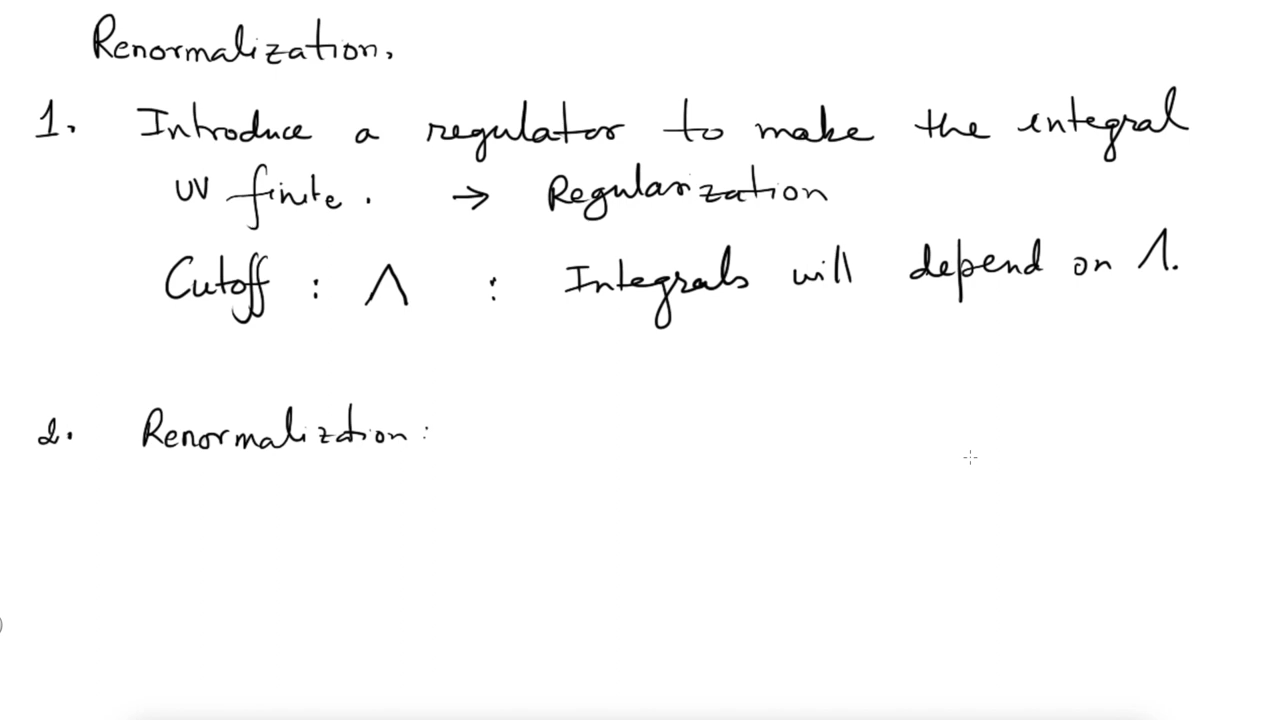 Renormalization.
1. Introduce a regulator to make the integral
UV finite. → Regularization
Cutoff : Λ : Integrals will depend on Λ.
2. Renormalization :
)